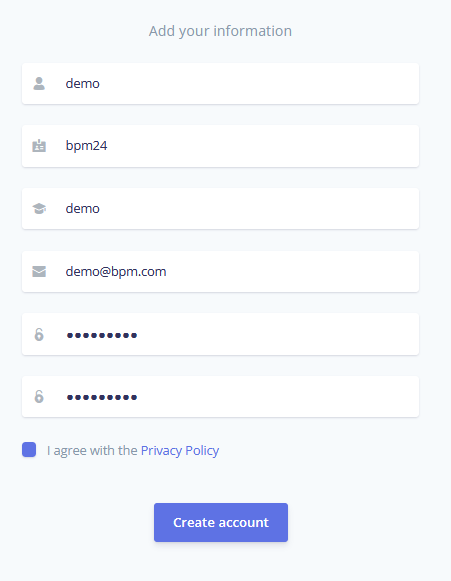 Add your information
demo
bpm24
demo
demo@bpm.com
•••••••••
•••••••••
I agree with the Privacy Policy
Create account